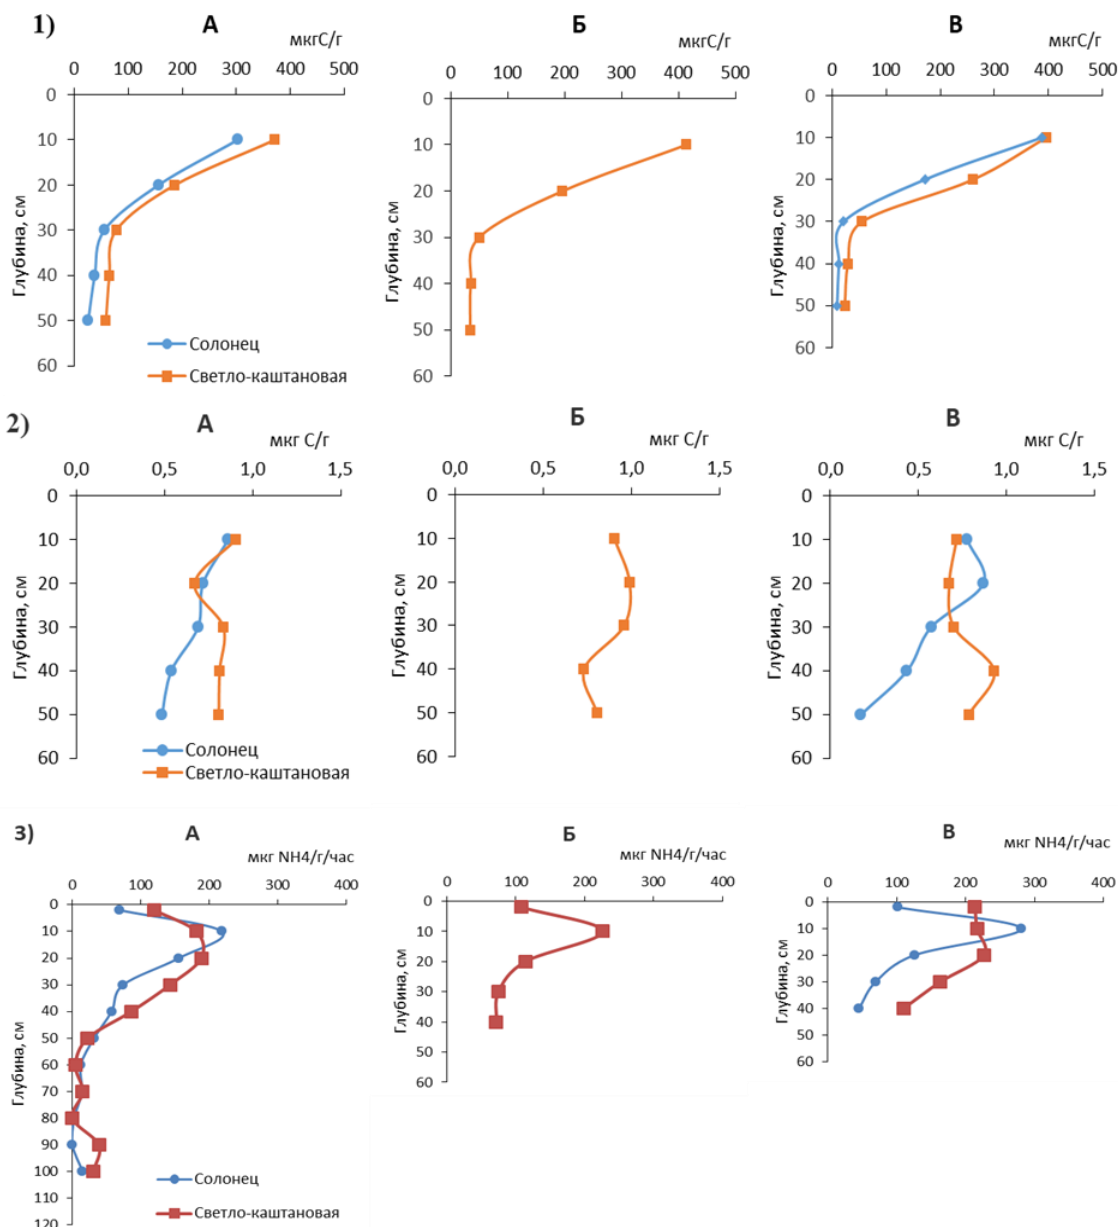 1)
А
мкгС/г
0 100 200 300 400 500
0
10
20
30
40
50
60
Глубина, см
Солонец
Светло-каштановая
Б
мкгС/г
0 100 200 300 400 500
0
10
20
30
40
50
60
Глубина, см
В
мкгС/г
0 100 200 300 400 500
0
10
20
30
40
50
60
Глубина, см
2)
А
мкг С/г
0,0 0,5 1,0 1,5
0
10
20
30
40
50
60
Глубина, см
Солонец
Светло-каштановая
Б
мкг С/г
0,0 0,5 1,0 1,5
0
10
20
30
40
50
60
Глубина, см
В
мкг С/г
0,0 0,5 1,0 1,5
0
10
20
30
40
50
60
Глубина, см
3)
А
мкг NH4/г/час
0 100 200 300 400
0
10
20
30
40
50
60
70
80
90
100
110
120
Глубина, см
Солонец
Светло-каштановая
Б
мкг NH4/г/час
0 100 200 300 400
0
10
20
30
40
50
60
Глубина, см
В
мкг NH4/г/час
0 100 200 300 400
0
10
20
30
40
50
60
Глубина, см